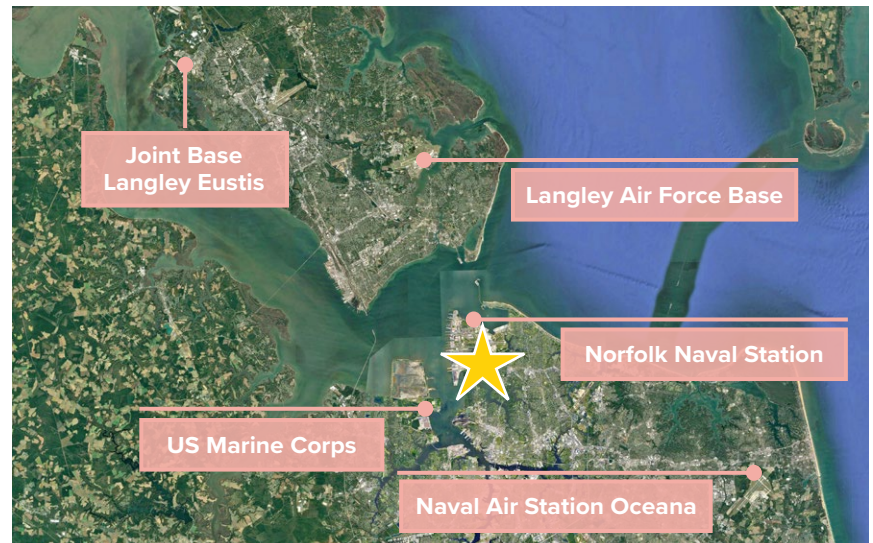 Joint Base
Langley Eustis
Langley Air Force Base
Norfolk Naval Station
US Marine Corps
Naval Air Station Oceana